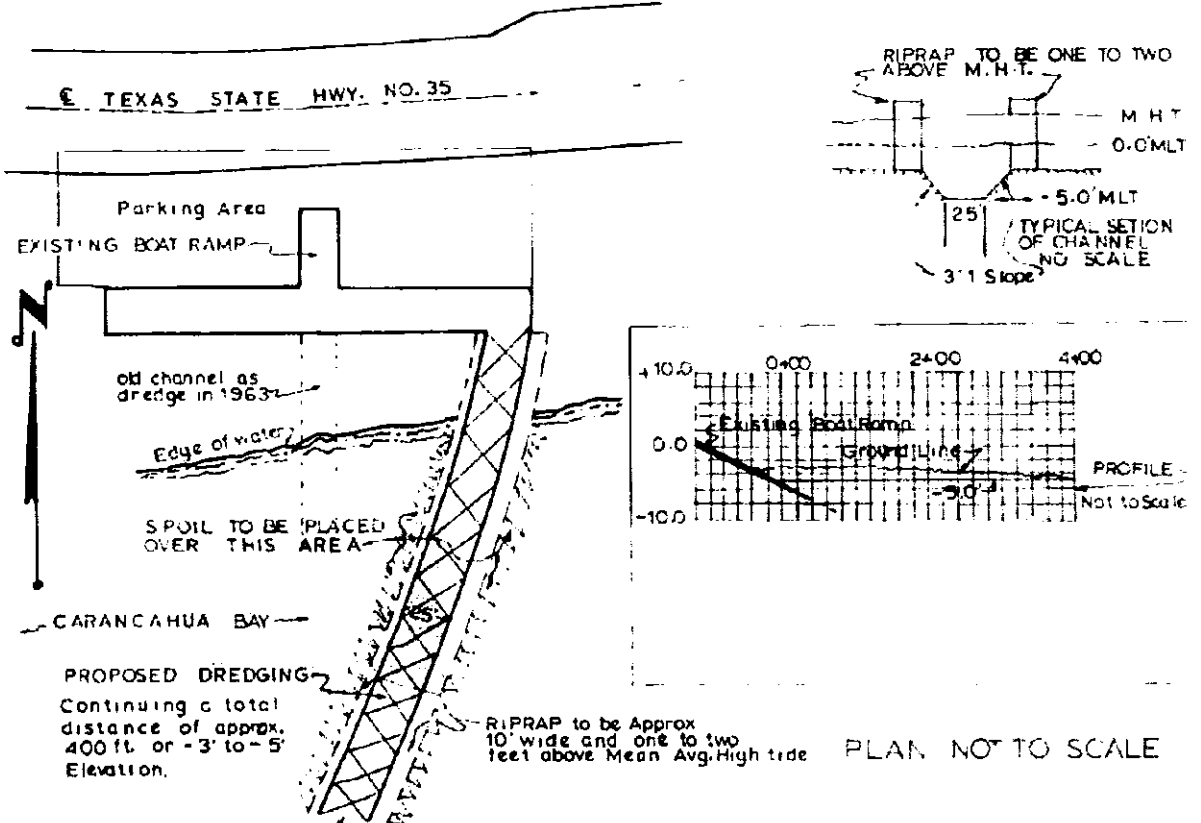 ℄ TEXAS STATE HWY. NO. 35
Parking Area
EXISTING BOAT RAMP
N
old channel as
dredge in 1963
Edge of water
SPOIL TO BE PLACED
OVER THIS AREA
CARANCAHUA BAY
25'
PROPOSED DREDGING
Continuing a total
distance of approx.
400 ft. or -3' to -5'
Elevation.
RIPRAP to be Approx
10' wide and one to two
feet above Mean Avg. High tide
RIPRAP TO BE ONE TO TWO
ABOVE M.H.T.
M H T
0.0' MLT
-5.0' MLT
25'
TYPICAL SETION
OF CHANNEL
NO SCALE
3'1 Slope
0+00 2+00 4+00
+10.0
Existing Boat Ramp
0.0
Ground Line
-5.0'
-10.0
PROFILE
Not to Scale
PLAN NOT TO SCALE